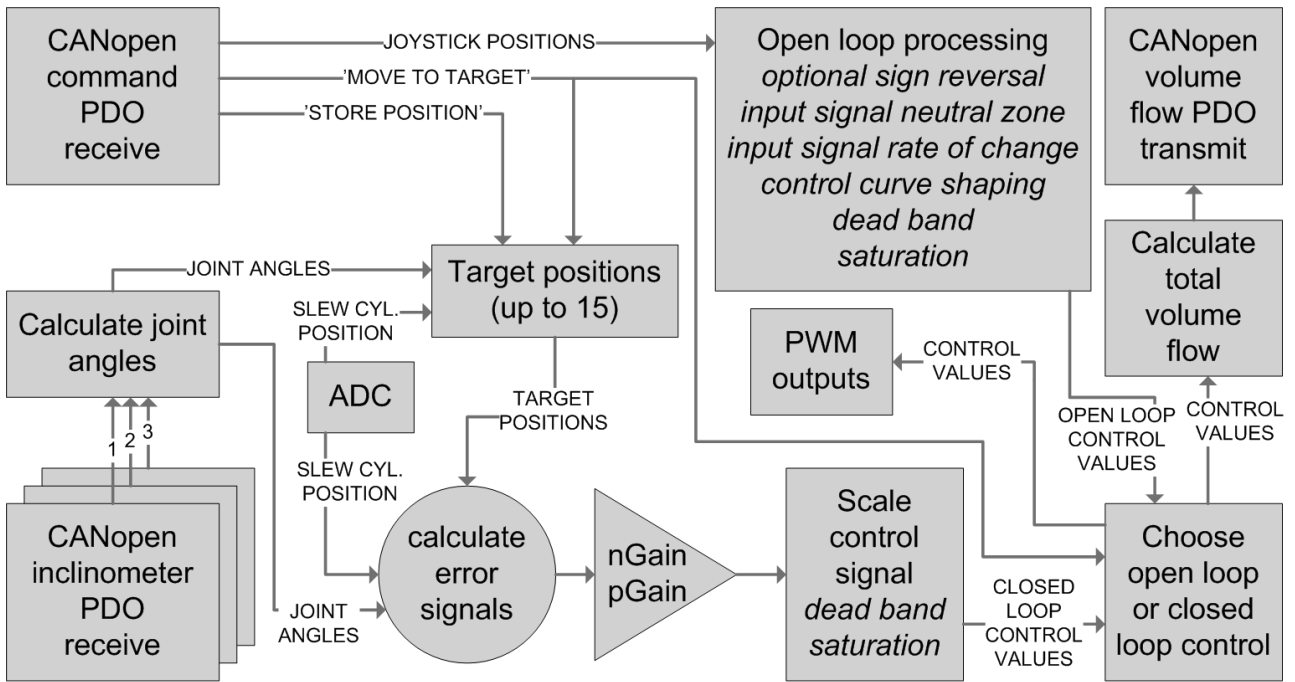 CANopen
command
PDO
receive
JOYSTICK POSITIONS
'MOVE TO TARGET'
'STORE POSITION'
Open loop processing
optional sign reversal
input signal neutral zone
input signal rate of change
control curve shaping
dead band
saturation
CANopen
volume
flow PDO
transmit
JOINT ANGLES
Target positions
(up to 15)
Calculate
total
volume
flow
Calculate joint
angles
SLEW CYL.
POSITION
ADC
PWM
outputs
CONTROL
VALUES
TARGET
POSITIONS
OPEN LOOP
CONTROL
VALUES
CONTROL
VALUES
1
2
3
SLEW CYL.
POSITION
CANopen
inclinometer
PDO
receive
JOINT
ANGLES
calculate
error
signals
nGain
pGain
Scale
control
signal
dead band
saturation
CLOSED
LOOP
CONTROL
VALUES
Choose
open loop
or closed
loop control